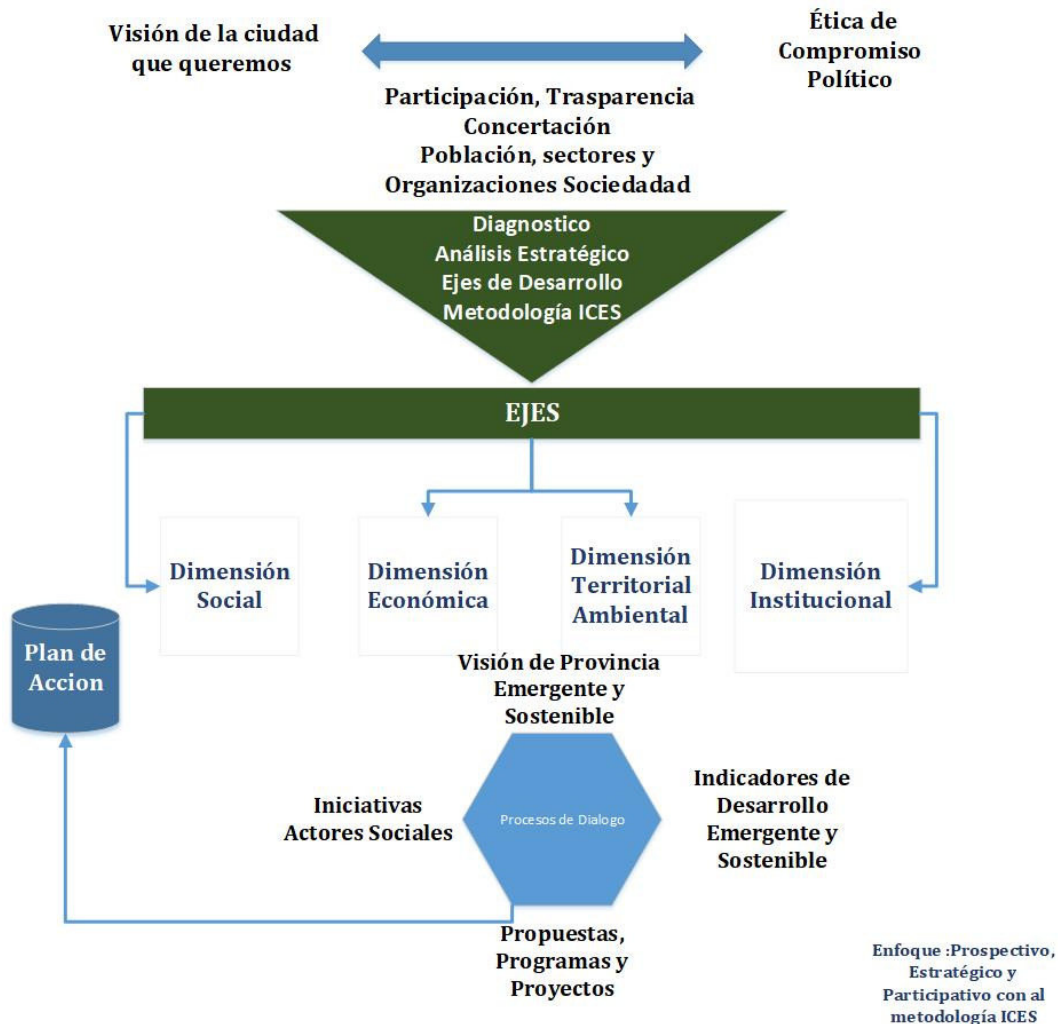 Visión de la ciudad
que queremos
Ética de
Compromiso
Político
Participación, Trasparencia
Concertación
Población, sectores y
Organizaciones Sociedadad
Diagnostico
Análisis Estratégico
Ejes de Desarrollo
Metodología ICES
EJES
Dimensión
Social
Dimensión
Económica
Dimensión
Territorial
Ambiental
Dimensión
Institucional
Plan de
Accion
Visión de Provincia
Emergente y
Sostenible
Iniciativas
Actores Sociales
Procesos de Dialogo
Indicadores de
Desarrollo
Emergente y
Sostenible
Propuestas,
Programas y
Proyectos
Enfoque :Prospectivo,
Estratégico y
Participativo con al
metodología ICES